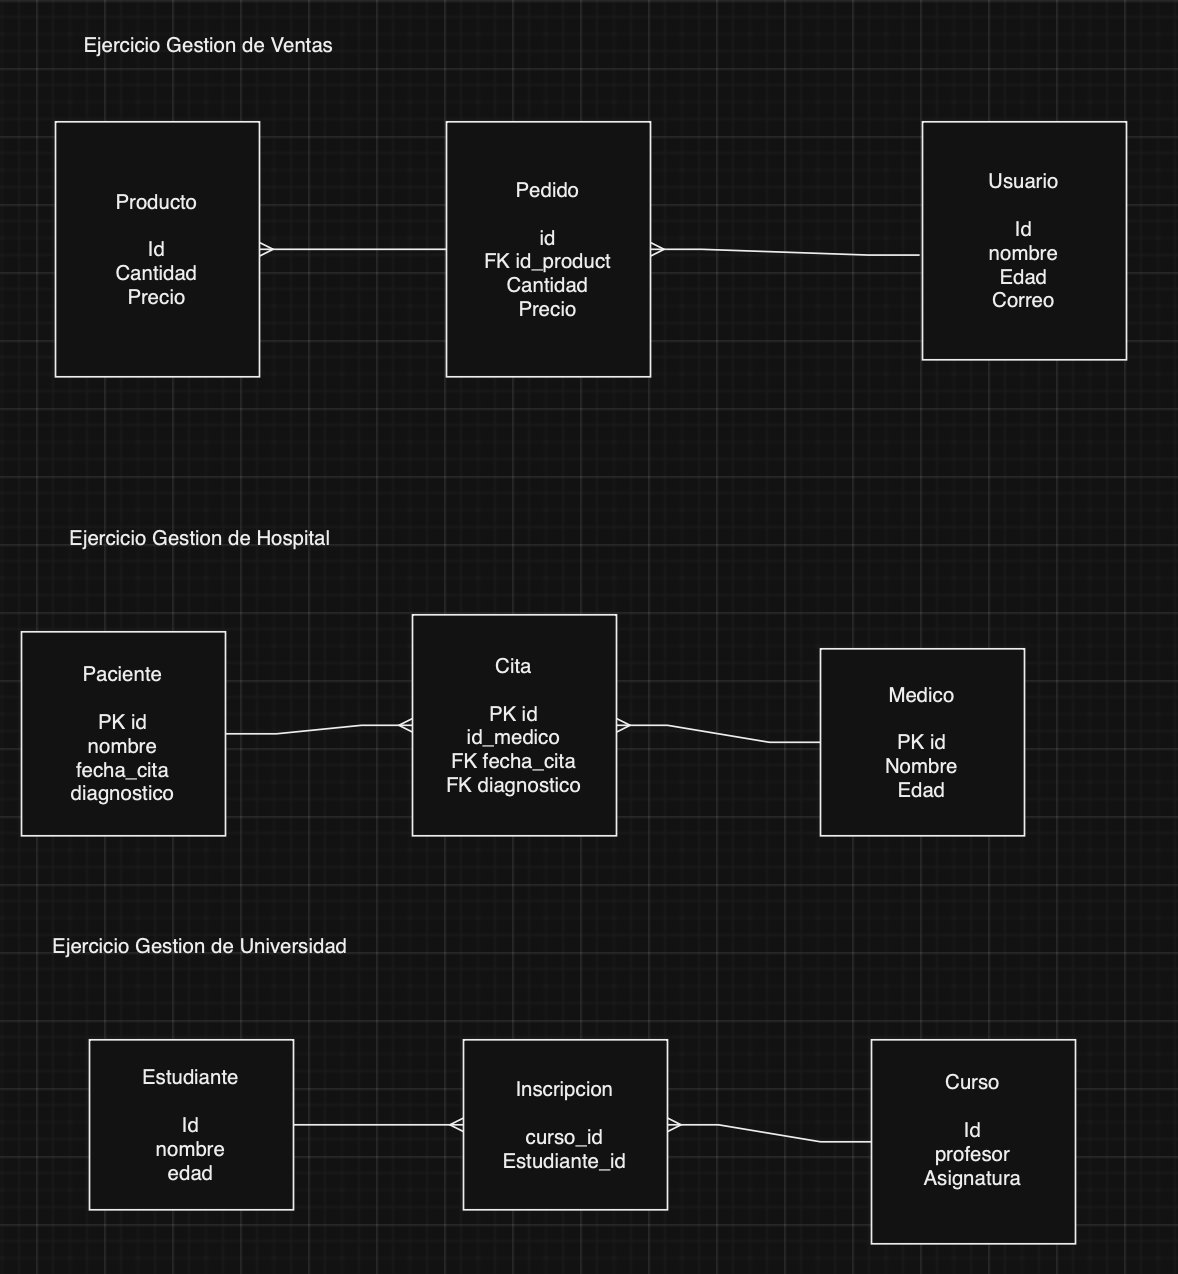 Ejercicio Gestion de Ventas
Producto
Id
Cantidad
Precio
Pedido
id
FK id_product
Cantidad
Precio
Usuario
Id
nombre
Edad
Correo
Ejercicio Gestion de Hospital
Paciente
PK id
nombre
fecha_cita
diagnostico
Cita
PK id
id_medico
FK fecha_cita
FK diagnostico
Medico
PK id
Nombre
Edad
Ejercicio Gestion de Universidad
Estudiante
Id
nombre
edad
Inscripcion
curso_id
Estudiante_id
Curso
Id
profesor
Asignatura